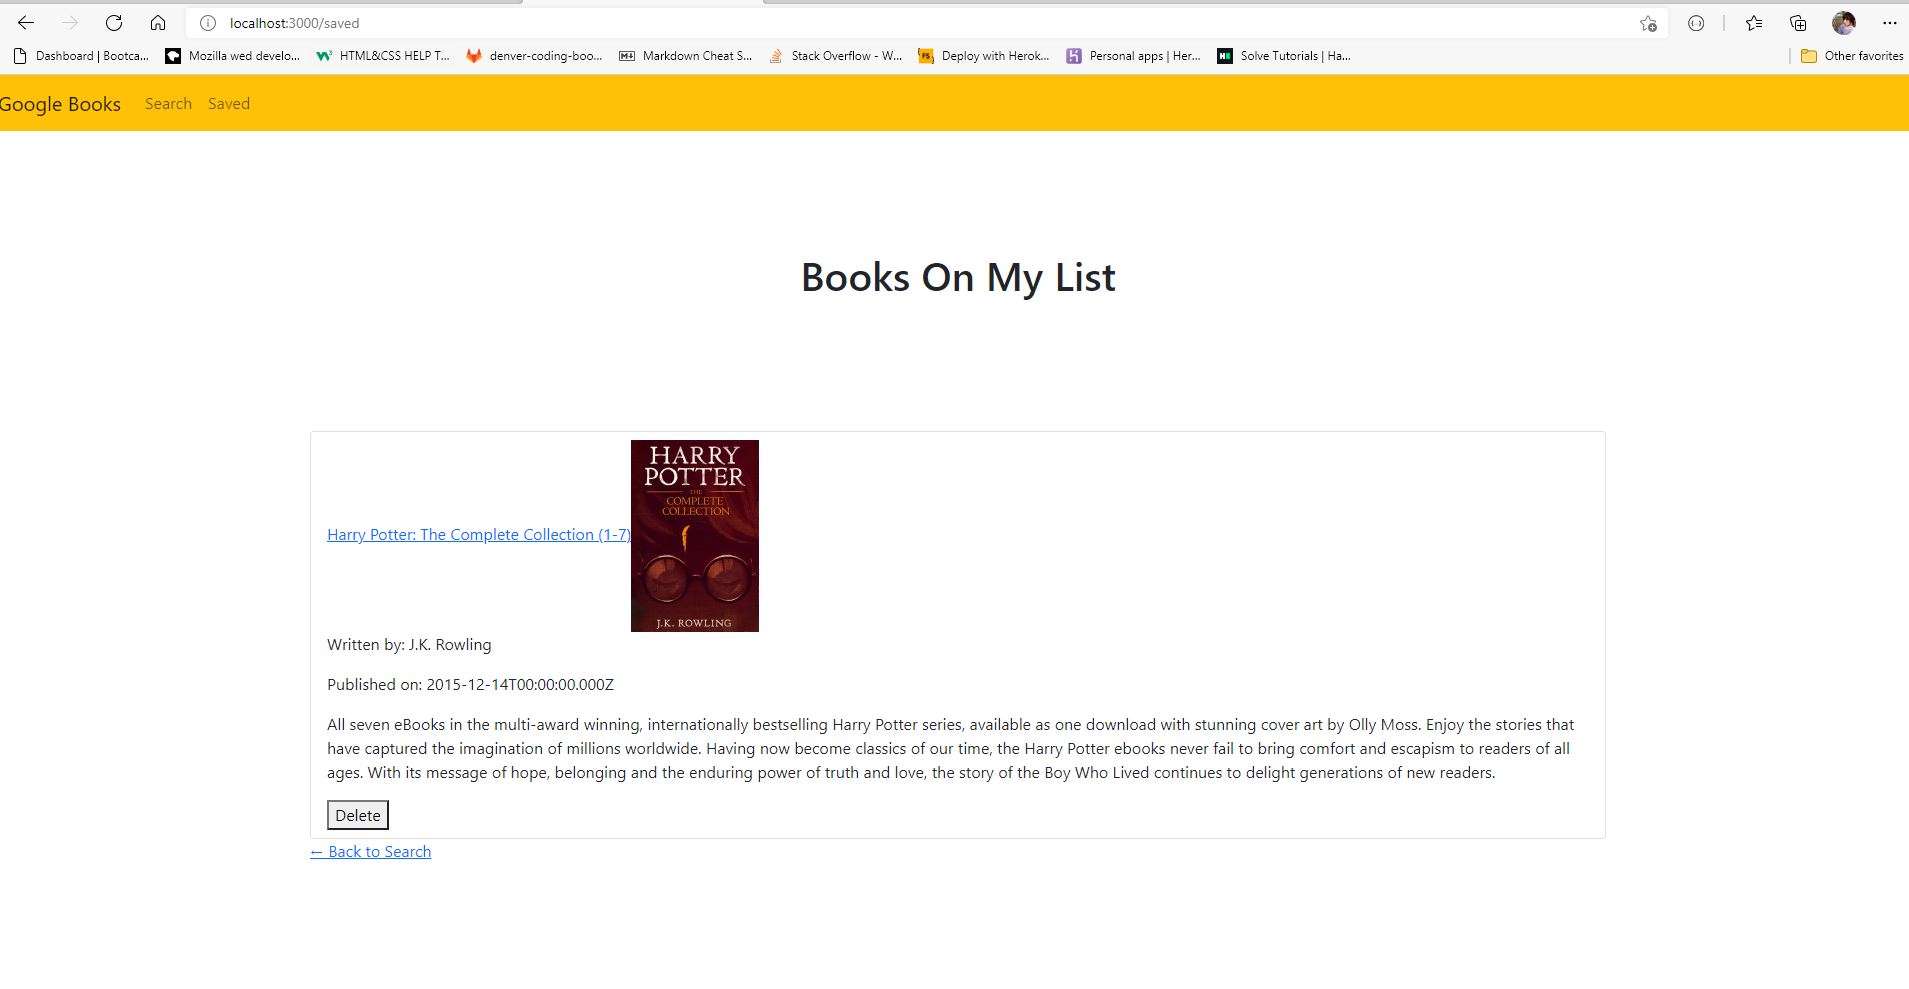 localhost:3000/saved
Dashboard | Bootca... Mozilla wed develo... HTML&CSS HELP T... denver-coding-boo... Markdown Cheat S... Stack Overflow - W... Deploy with Herok... Personal apps | Her... Solve Tutorials | Ha... Other favorites
Google Books Search Saved
Books On My List
HARRY
POTTER
THE
COMPLETE
COLLECTION
Harry Potter: The Complete Collection (1-7)
J.K. ROWLING
Written by: J.K. Rowling
Published on: 2015-12-14T00:00:00.000Z
All seven eBooks in the multi-award winning, internationally bestselling Harry Potter series, available as one download with stunning cover art by Olly Moss. Enjoy the stories that
have captured the imagination of millions worldwide. Having now become classics of our time, the Harry Potter ebooks never fail to bring comfort and escapism to readers of all
ages. With its message of hope, belonging and the enduring power of truth and love, the story of the Boy Who Lived continues to delight generations of new readers.
Delete
← Back to Search